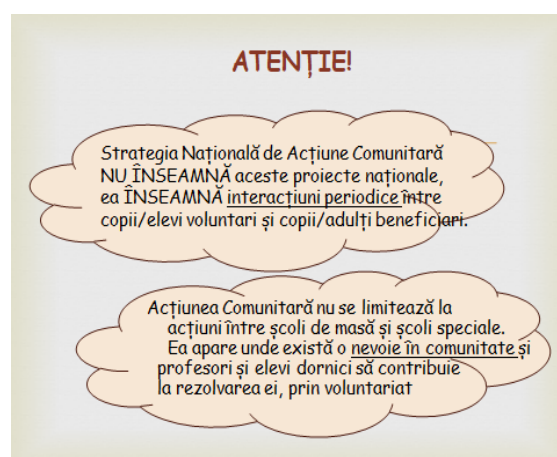 ATENȚIE!
Strategia Națională de Acțiune Comunitară
NU ÎNSEAMNĂ aceste proiecte naționale,
ea ÎNSEAMNĂ interacțiuni periodice între
copii/elevi voluntari și copii/adulți beneficiari.
Acțiunea Comunitară nu se limitează la
acțiuni între școli de masă și școli speciale.
Ea apare unde există o nevoie în comunitate și
profesori și elevi dornici să contribuie
la rezolvarea ei, prin voluntariat